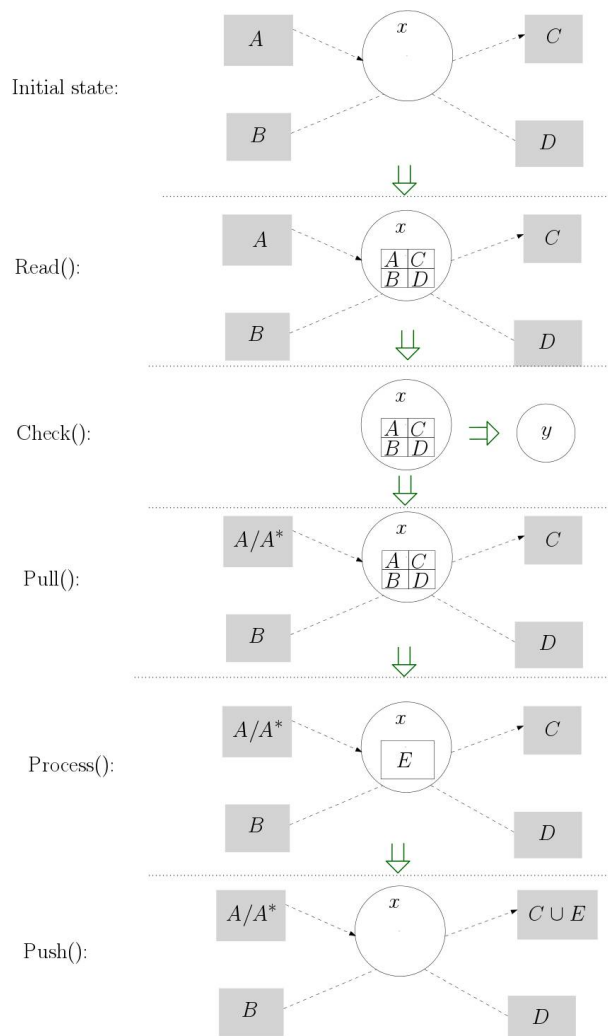 x
A
C
Initial state:
B
D
x
A
C
A C
Read():
B D
B
D
x
Check():
A C
y
B D
x
A/A*
C
A C
Pull():
B D
B
D
x
A/A*
C
E
Process():
B
D
x
A/A*
C ∪ E
Push():
B
D